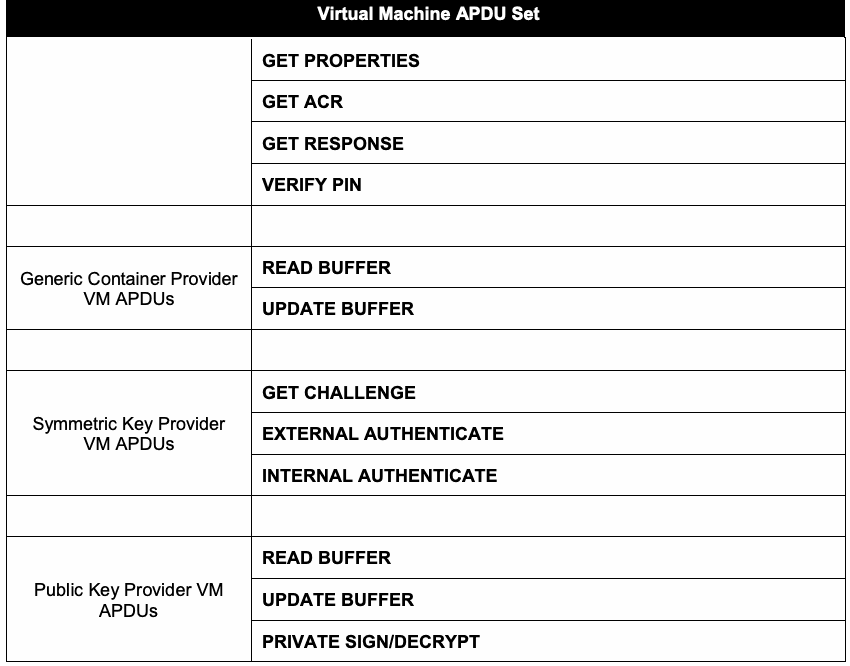 Virtual Machine APDU Set
GET PROPERTIES
GET ACR
GET RESPONSE
VERIFY PIN
Generic Container Provider
VM APDUs
READ BUFFER
UPDATE BUFFER
Symmetric Key Provider
VM APDUs
GET CHALLENGE
EXTERNAL AUTHENTICATE
INTERNAL AUTHENTICATE
Public Key Provider VM
APDUs
READ BUFFER
UPDATE BUFFER
PRIVATE SIGN/DECRYPT